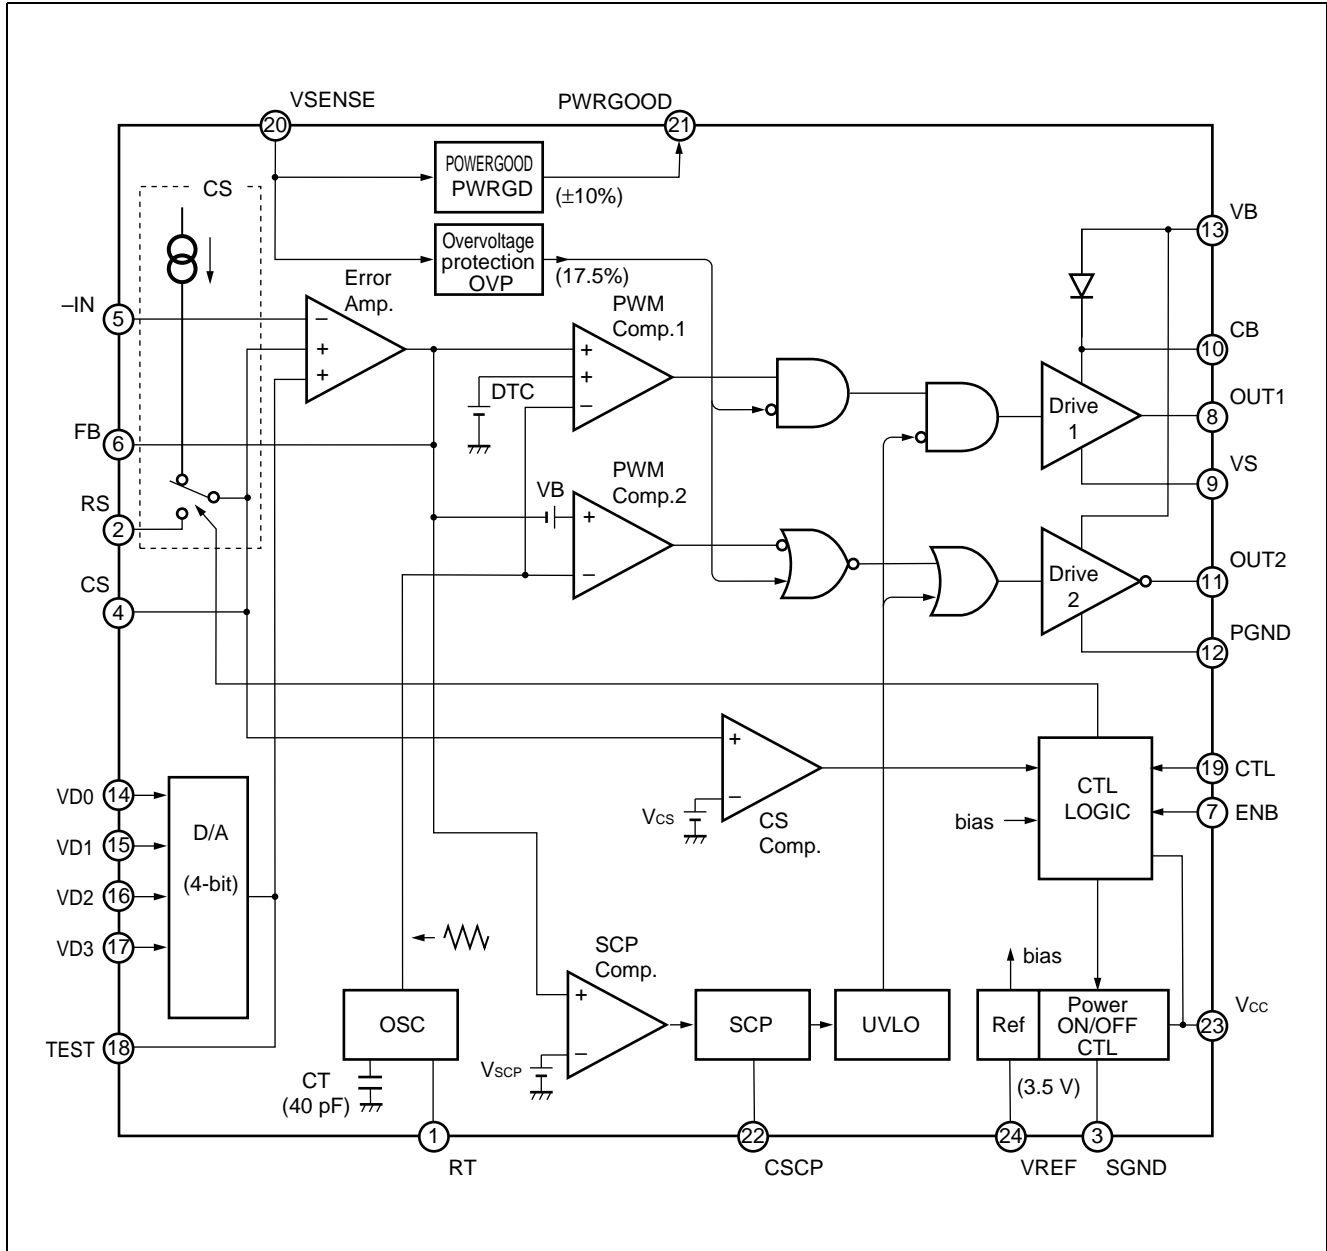 VSENSE
PWRGOOD
20
21
CS
POWERGOOD
PWRGD
(±10%)
VB
13
Overvoltage
protection
OVP
(17.5%)
Error
Amp.
–IN
5
−
+
+
PWM
Comp.1
+
+
−
DTC
CB
10
Drive
1
OUT1
8
FB
6
VS
9
RS
2
VB
PWM
Comp.2
+
−
OUT2
11
Drive
2
CS
4
PGND
12
+
−
VCS
CS
Comp.
CTL
LOGIC
bias
19
CTL
7
ENB
VD0
14
VD1
15
VD2
16
VD3
17
D/A
(4-bit)
TEST
18
SCP
Comp.
+
−
VSCP
OSC
CT
(40 pF)
SCP
UVLO
bias
Ref
Power
ON/OFF
CTL
VCC
23
(3.5 V)
1
22
24
3
RT
CSCP
VREF
SGND